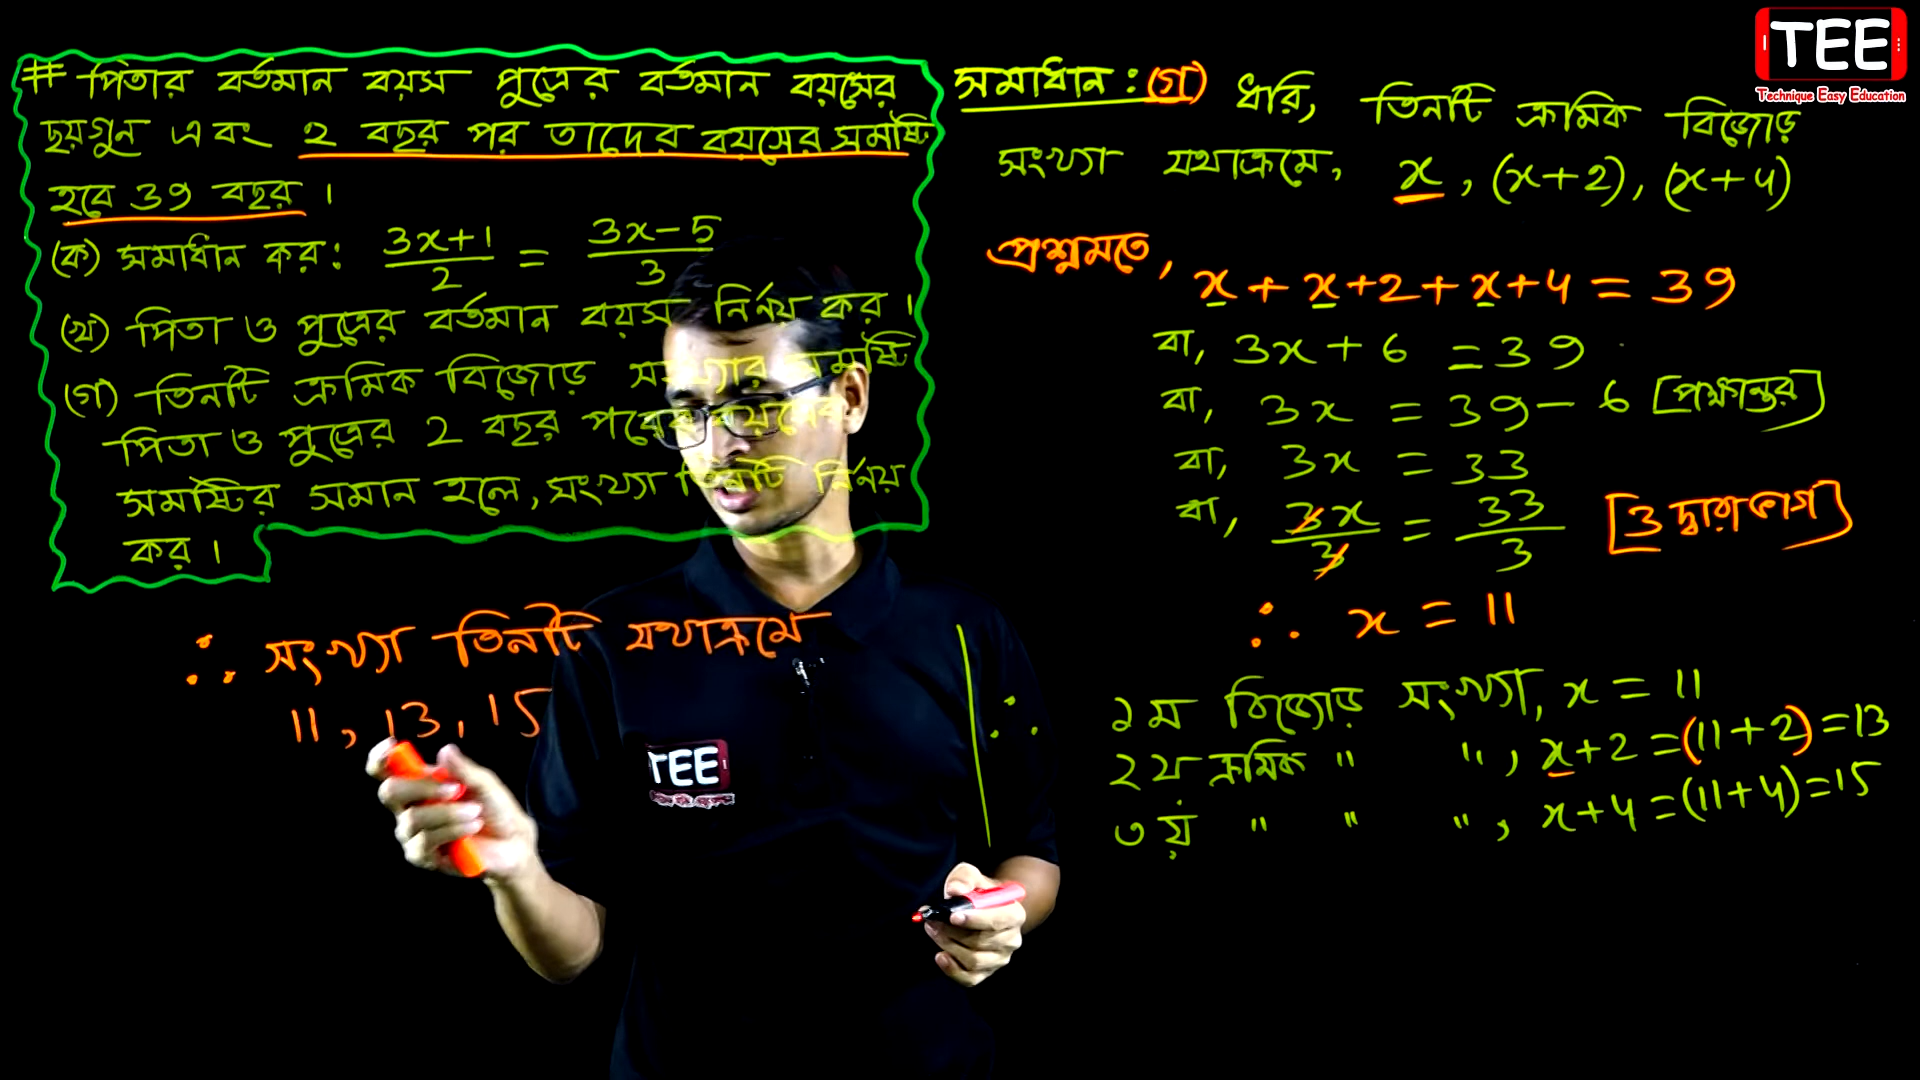 # পিতার বর্তমান বয়স পুত্রের বর্তমান বয়সের
ছয়গুন এবং ২ বছর পর তাদের বয়সের সমষ্টি
হবে 39 বছর ।
(ক) সমাধান কর: (3x+1)/2 = (3x-5)/3
(খ) পিতা ও পুত্রের বর্তমান বয়স নির্নয় কর ।
(গ) তিনটি ক্রমিক বিজোড় সংখ্যার সমষ্টি
পিতা ও পুত্রের 2 বছর পরের বয়সের
সমষ্টির সমান হলে, সংখ্যা তিনটি নির্নয়
কর ।
∴ সংখ্যা তিনটি যথাক্রমে
11, 13, 15
TEE
সমাধান : (গ) ধরি, তিনটি ক্রমিক বিজোড়
সংখ্যা যথাক্রমে, x, (x+2), (x+4)
প্রশ্নমতে, x + x+2 + x+4 = 39
বা, 3x + 6 = 39
বা, 3x = 39 - 6 [পক্ষান্তর]
বা, 3x = 33
বা, 3x/3 = 33/3 [3 দ্বারা ভাগ]
∴ x = 11
∴ ১ম বিজোড় সংখ্যা, x = 11
২য় ক্রমিক " ", x+2 = (11+2) = 13
৩য় " " ", x+4 = (11+4) = 15
TEE
Technique Easy Education